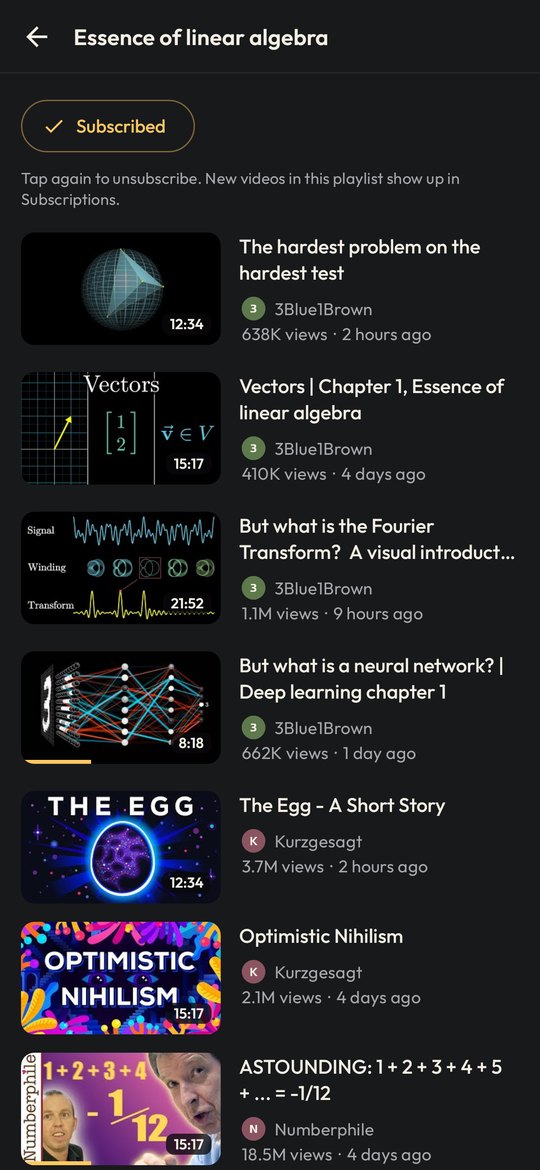 Essence of linear algebra
Subscribed
Tap again to unsubscribe. New videos in this playlist show up in
Subscriptions.
12:34
The hardest problem on the
hardest test
3 3Blue1Brown
638K views · 2 hours ago
Vectors
[1 2]
v⃗ ∈ V
15:17
Vectors | Chapter 1, Essence of
linear algebra
3 3Blue1Brown
410K views · 4 days ago
Signal
Winding
Transform
21:52
But what is the Fourier
Transform? A visual introduct...
3 3Blue1Brown
1.1M views · 9 hours ago
3
3
8:18
But what is a neural network? |
Deep learning chapter 1
3 3Blue1Brown
662K views · 1 day ago
THE EGG
12:34
The Egg - A Short Story
K Kurzgesagt
3.7M views · 2 hours ago
OPTIMISTIC
NIHILISM
15:17
Optimistic Nihilism
K Kurzgesagt
2.1M views · 4 days ago
Numberphile
1+2+3+4
- 1/12
15:17
ASTOUNDING: 1 + 2 + 3 + 4 + 5
+ ... = -1/12
N Numberphile
18.5M views · 4 days ago